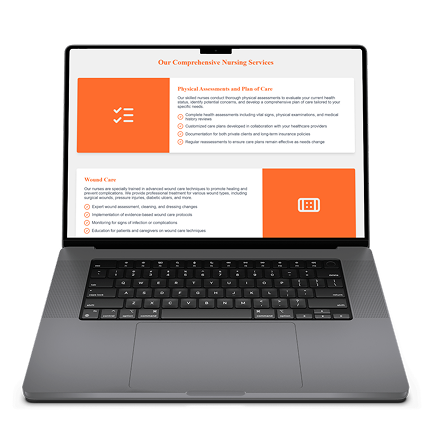 Our Comprehensive Nursing Services
Physical Assessments and Plan of Care
Our skilled nurses conduct thorough physical assessments to evaluate your current health
status, identify potential concerns, and develop a comprehensive plan of care tailored to your
specific needs.
Complete health assessments including vital signs, physical examinations, and medical
history reviews
Customized care plans developed in collaboration with your healthcare providers
Documentation for both private clients and long-term insurance policies
Regular reassessments to ensure care plans remain effective as needs change
Wound Care
Our nurses are specially trained in advanced wound care techniques to promote healing and
prevent complications. We provide professional treatment for various wound types, including
surgical wounds, pressure injuries, diabetic ulcers, and more.
Expert wound assessment, cleaning, and dressing changes
Implementation of evidence-based wound care protocols
Monitoring for signs of infection or complications
Education for patients and caregivers on wound care techniques
Q W E R T Y U I O P
A S D F G H J K L
Z X C V B N M